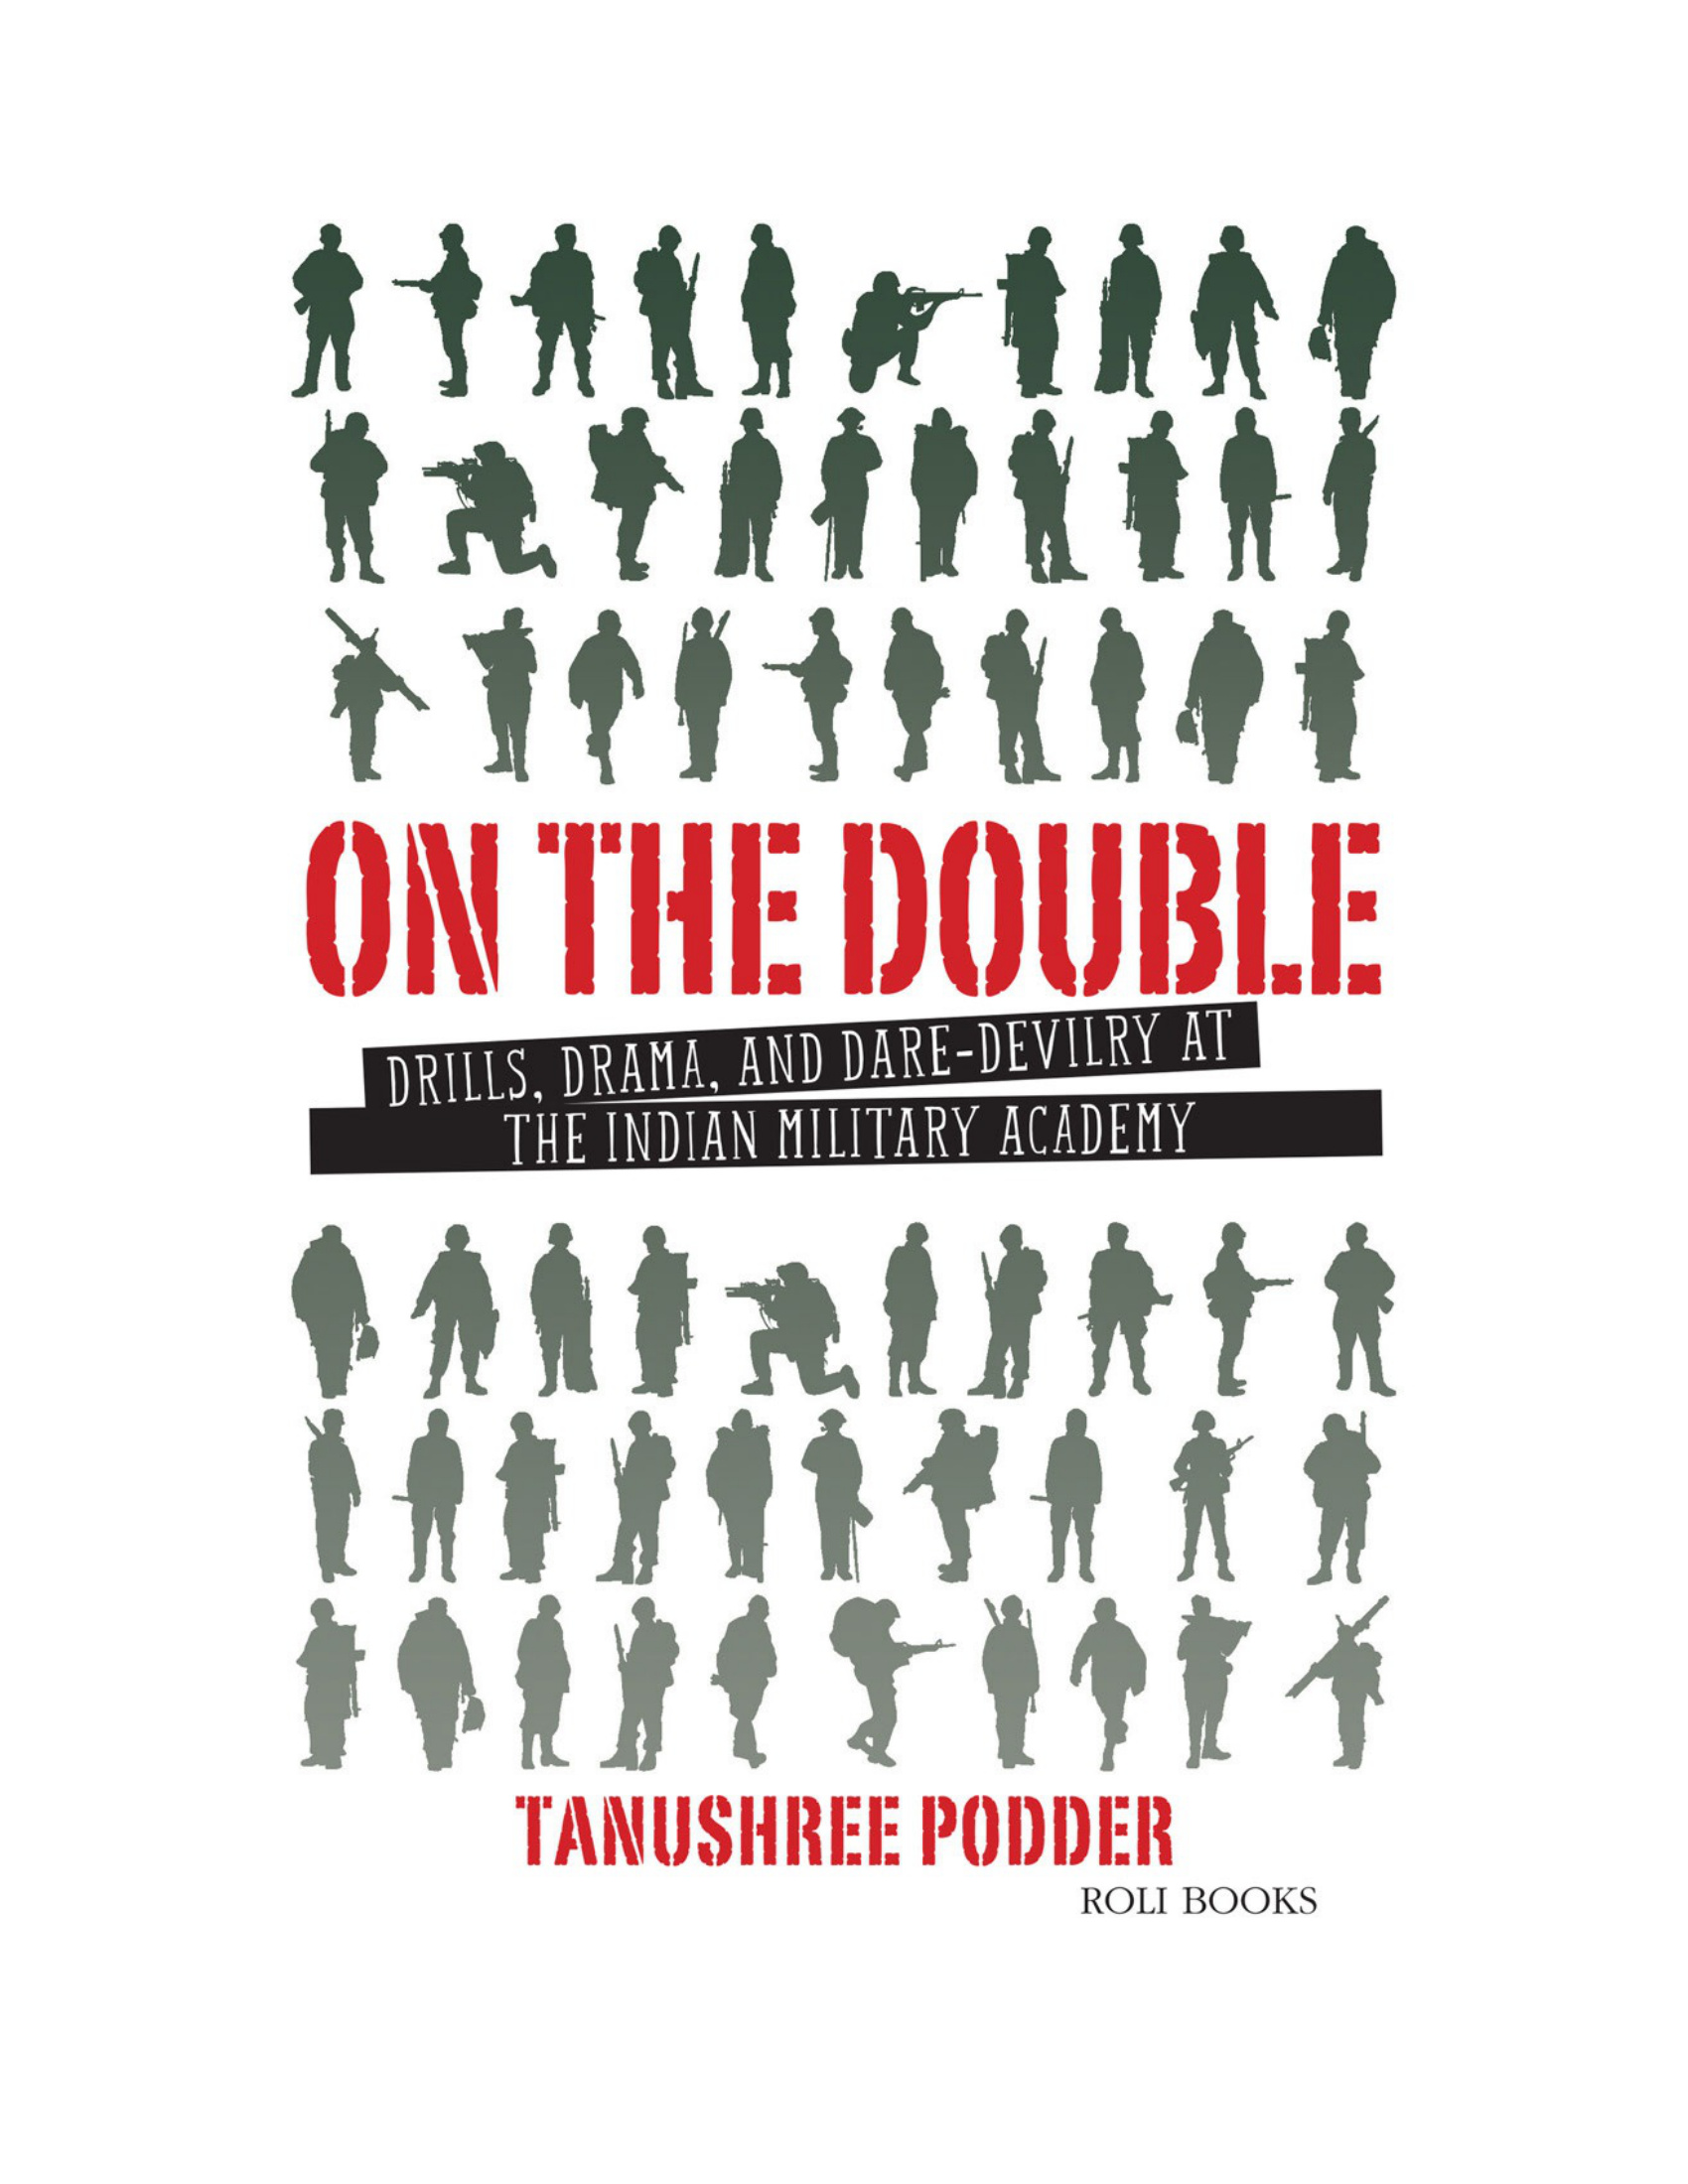 ON THE DOUBLE
DRILLS, DRAMA, AND DARE-DEVILRY AT
THE INDIAN MILITARY ACADEMY
TANUSHREE PODDER
ROLI BOOKS